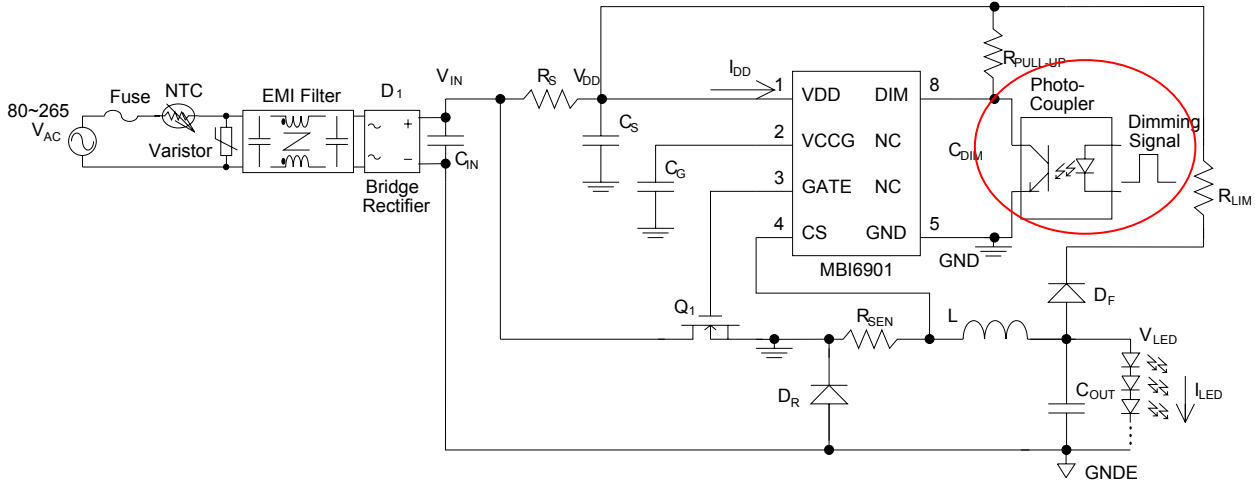 80~265
VAC
Fuse
NTC
Varistor
EMI Filter
D1
~
~
+
−
Bridge
Rectifier
VIN
CIN
RS
VDD
CS
CG
IDD
1
2
3
4
VDD
VCCG
GATE
CS
DIM
NC
NC
GND
8
5
MBI6901
RPULL-UP
Photo-
Coupler
Dimming
Signal
CDIM
GND
RLIM
DF
Q1
RSEN
L
VLED
DR
COUT
ILED
GNDE